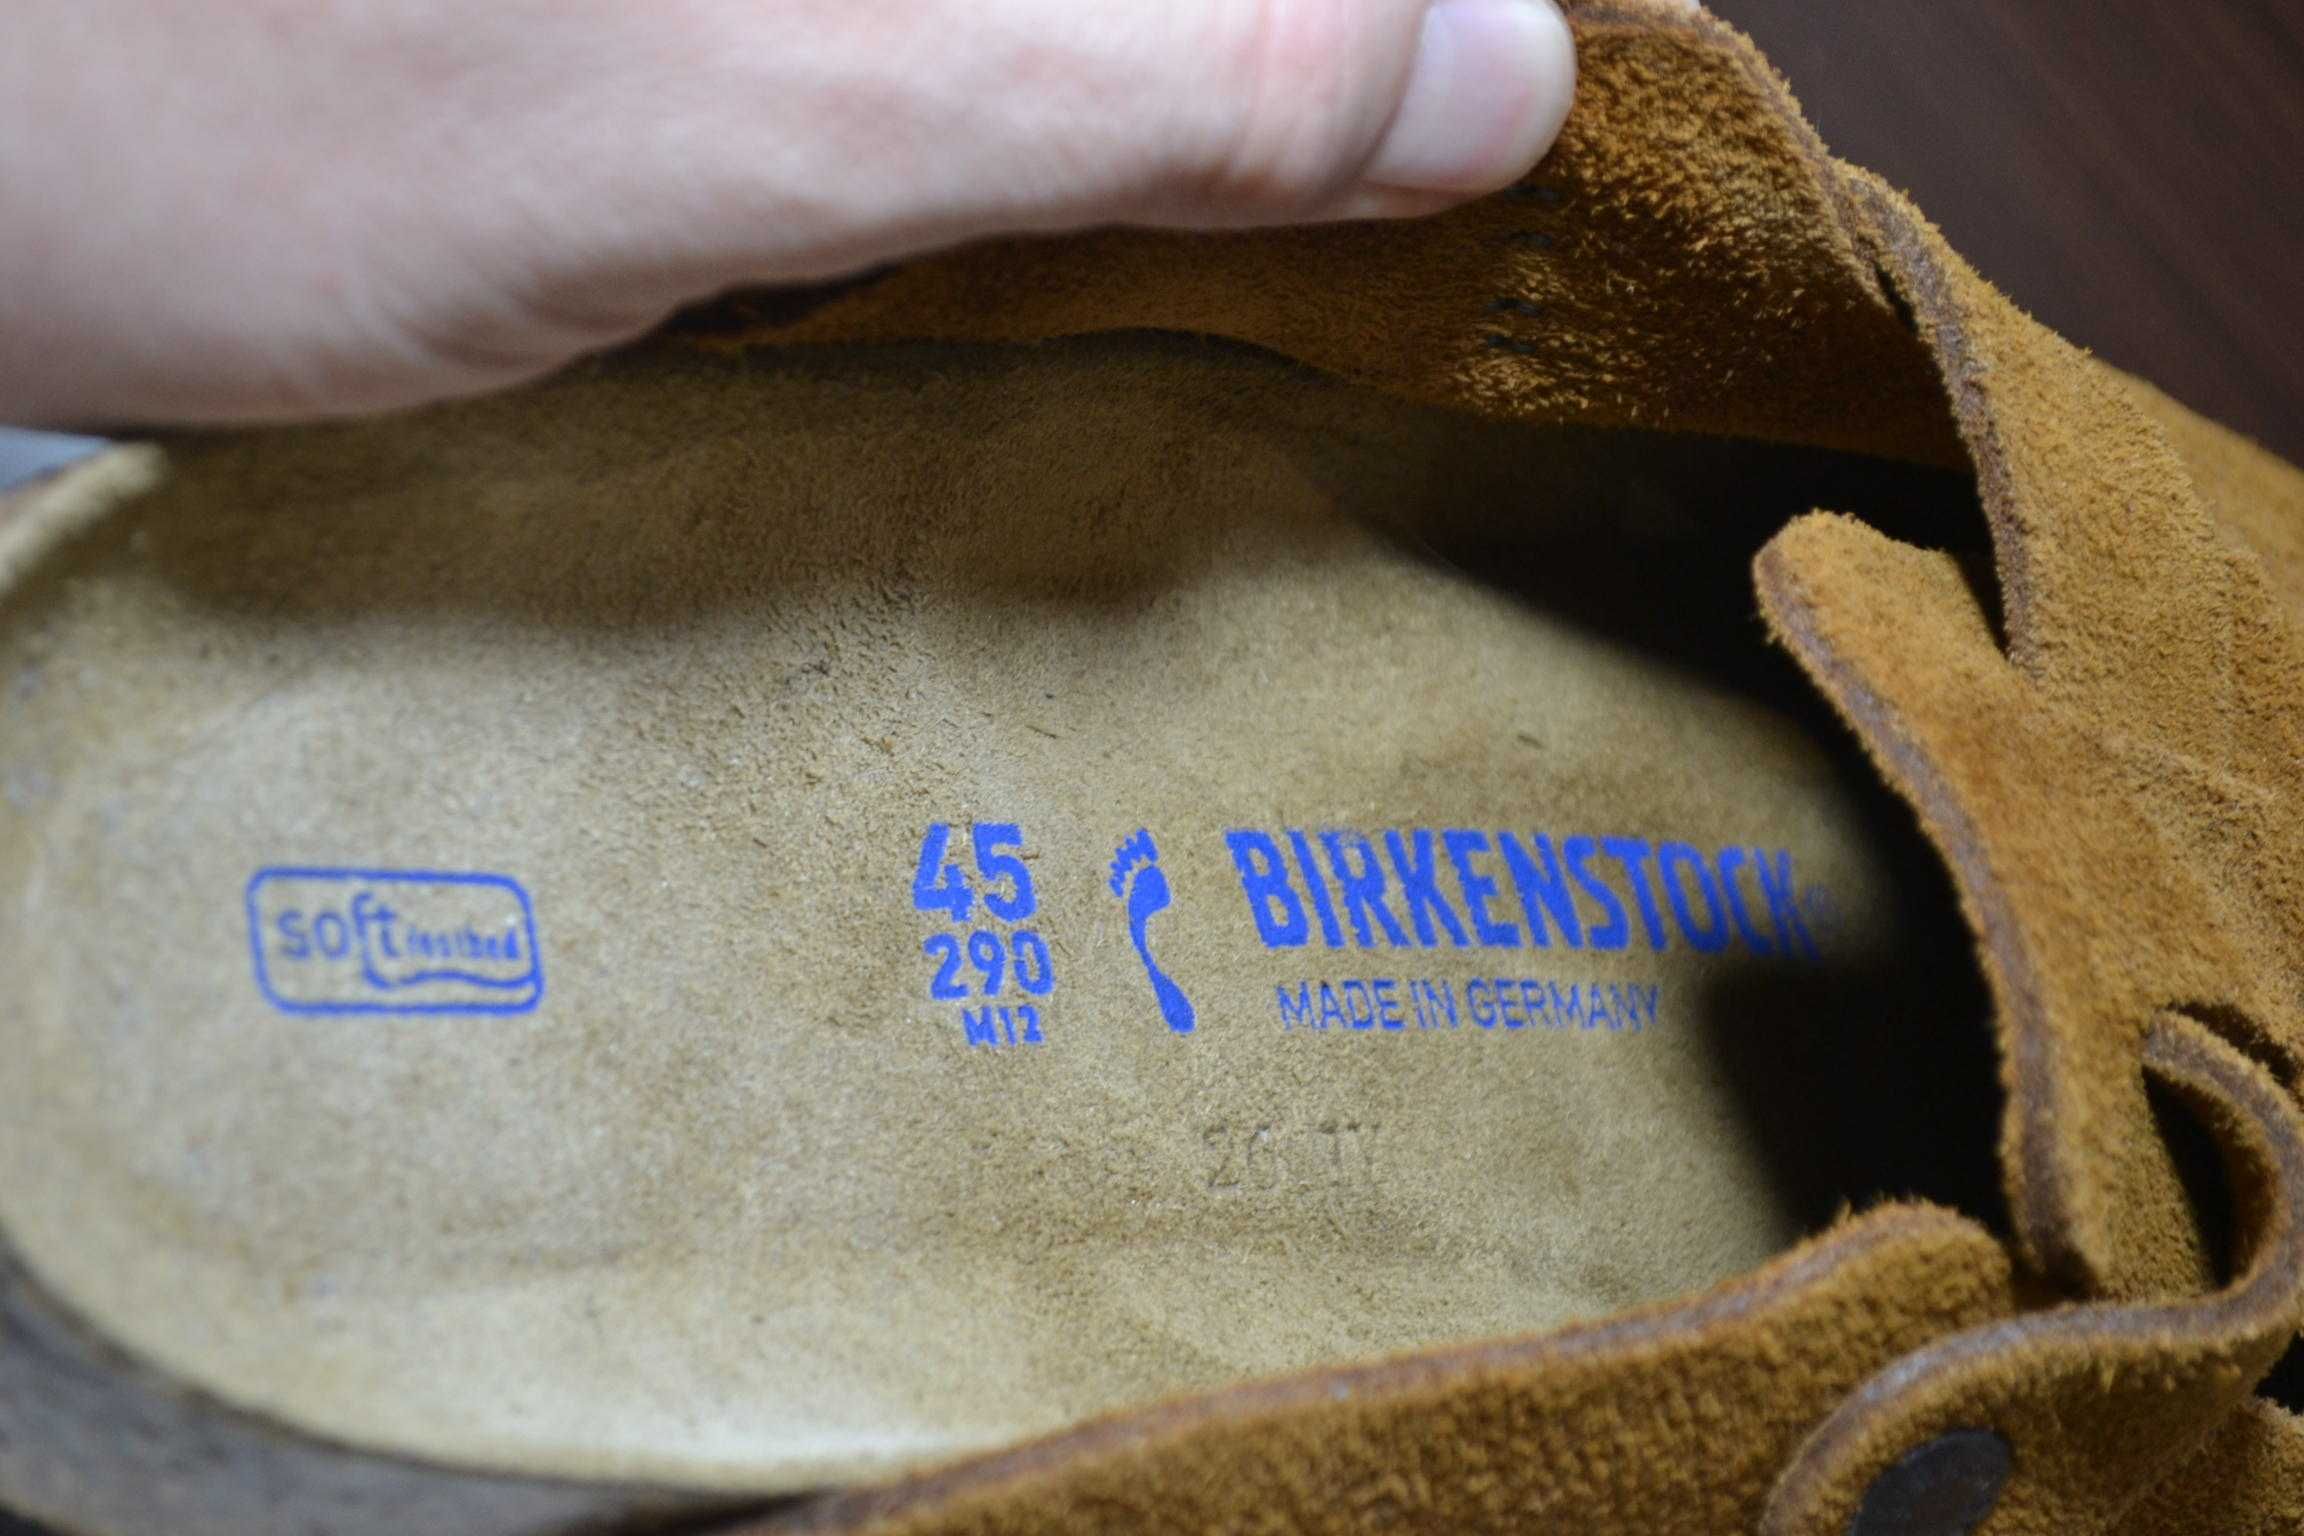 soft footbed
45
290
M12
BIRKENSTOCK
MADE IN GERMANY